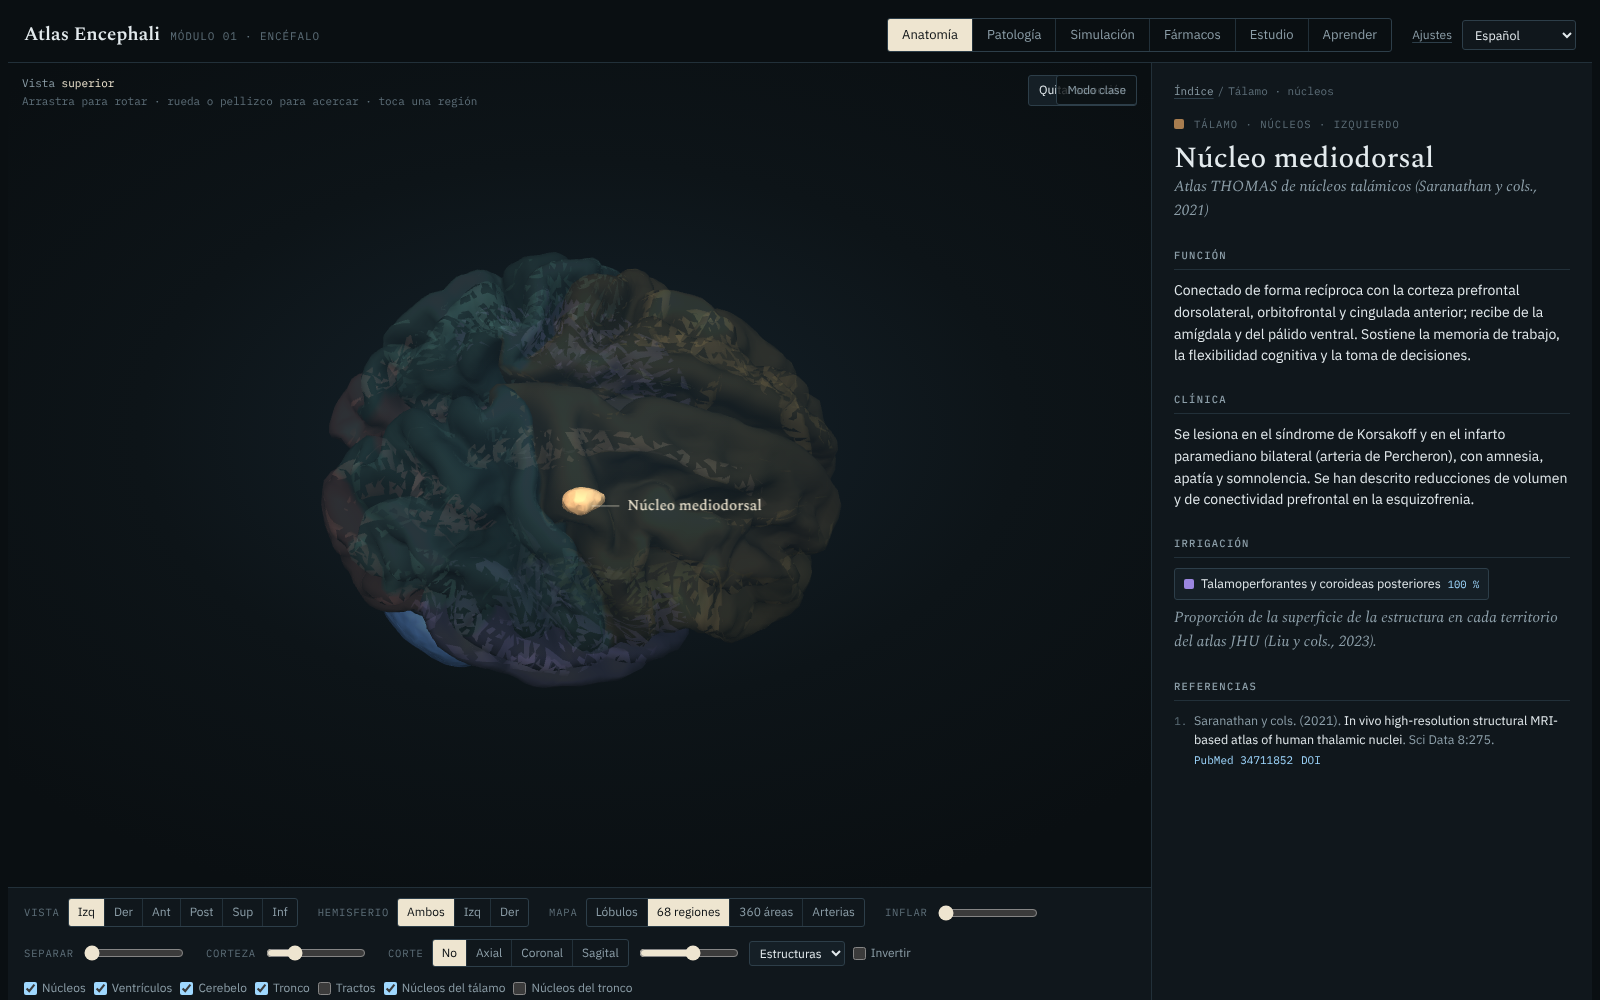 Atlas Encephali MÓDULO 01 · ENCÉFALO
Anatomía Patología Simulación Fármacos Estudio Aprender Ajustes Español
Vista superior
Arrastra para rotar · rueda o pellizco para acercar · toca una región
Modo clase
Núcleo mediodorsal
Índice / Tálamo · núcleos
TÁLAMO · NÚCLEOS · IZQUIERDO
Núcleo mediodorsal
Atlas THOMAS de núcleos talámicos (Saranathan y cols.,
2021)
FUNCIÓN
Conectado de forma recíproca con la corteza prefrontal
dorsolateral, orbitofrontal y cingulada anterior; recibe de la
amígdala y del pálido ventral. Sostiene la memoria de trabajo,
la flexibilidad cognitiva y la toma de decisiones.
CLÍNICA
Se lesiona en el síndrome de Korsakoff y en el infarto
paramediano bilateral (arteria de Percheron), con amnesia,
apatía y somnolencia. Se han descrito reducciones de volumen
y de conectividad prefrontal en la esquizofrenia.
IRRIGACIÓN
Talamoperforantes y coroideas posteriores 100 %
Proporción de la superficie de la estructura en cada territorio
del atlas JHU (Liu y cols., 2023).
REFERENCIAS
1. Saranathan y cols. (2021). In vivo high-resolution structural MRI-
based atlas of human thalamic nuclei. Sci Data 8:275.
PubMed 34711852 DOI
VISTA Izq Der Ant Post Sup Inf HEMISFERIO Ambos Izq Der MAPA Lóbulos 68 regiones 360 áreas Arterias INFLAR
SEPARAR CORTEZA CORTE No Axial Coronal Sagital Estructuras Invertir
Núcleos Ventrículos Cerebelo Tronco Tractos Núcleos del tálamo Núcleos del tronco